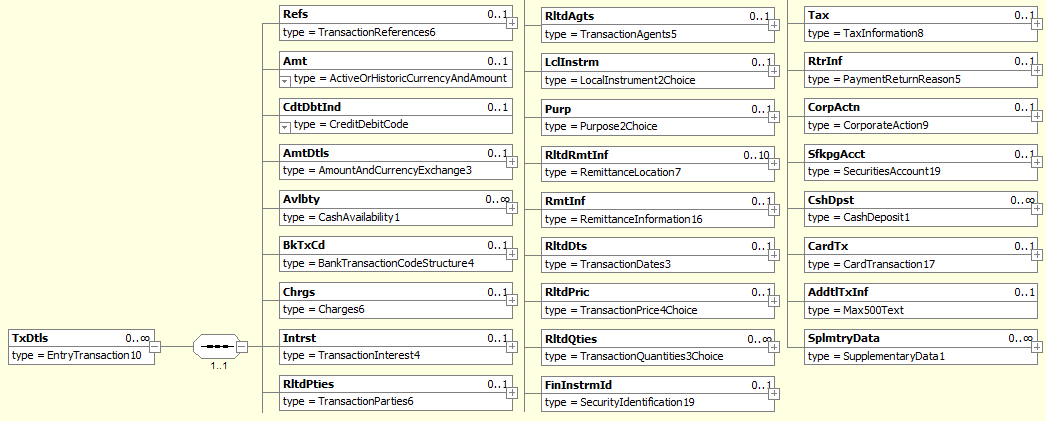 TxDtls 0..∞
type = EntryTransaction10
1..1
Refs 0..1
type = TransactionReferences6
Amt 0..1
type = ActiveOrHistoricCurrencyAndAmount
CdtDbtInd 0..1
type = CreditDebitCode
AmtDtls 0..1
type = AmountAndCurrencyExchange3
Avlbty 0..∞
type = CashAvailability1
BkTxCd 0..1
type = BankTransactionCodeStructure4
Chrgs 0..1
type = Charges6
Intrst 0..1
type = TransactionInterest4
RltdPties 0..1
type = TransactionParties6
RltdAgts 0..1
type = TransactionAgents5
LclInstrm 0..1
type = LocalInstrument2Choice
Purp 0..1
type = Purpose2Choice
RltdRmtInf 0..10
type = RemittanceLocation7
RmtInf 0..1
type = RemittanceInformation16
RltdDts 0..1
type = TransactionDates3
RltdPric 0..1
type = TransactionPrice4Choice
RltdQties 0..∞
type = TransactionQuantities3Choice
FinInstrmId 0..1
type = SecurityIdentification19
Tax 0..1
type = TaxInformation8
RtrInf 0..1
type = PaymentReturnReason5
CorpActn 0..1
type = CorporateAction9
SfkpgAcct 0..1
type = SecuritiesAccount19
CshDpst 0..∞
type = CashDeposit1
CardTx 0..1
type = CardTransaction17
AddtlTxInf 0..1
type = Max500Text
SplmtryData 0..∞
type = SupplementaryData1